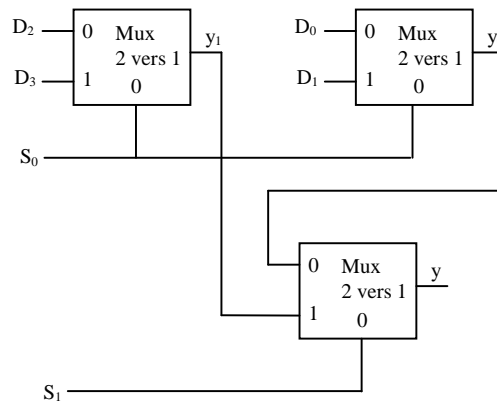 D₂ 0 Mux y₁
2 vers 1
D₃ 1
0
D₀ 0 Mux y
2 vers 1
D₁ 1
0
S₀
0 Mux y
2 vers 1
1
0
S₁